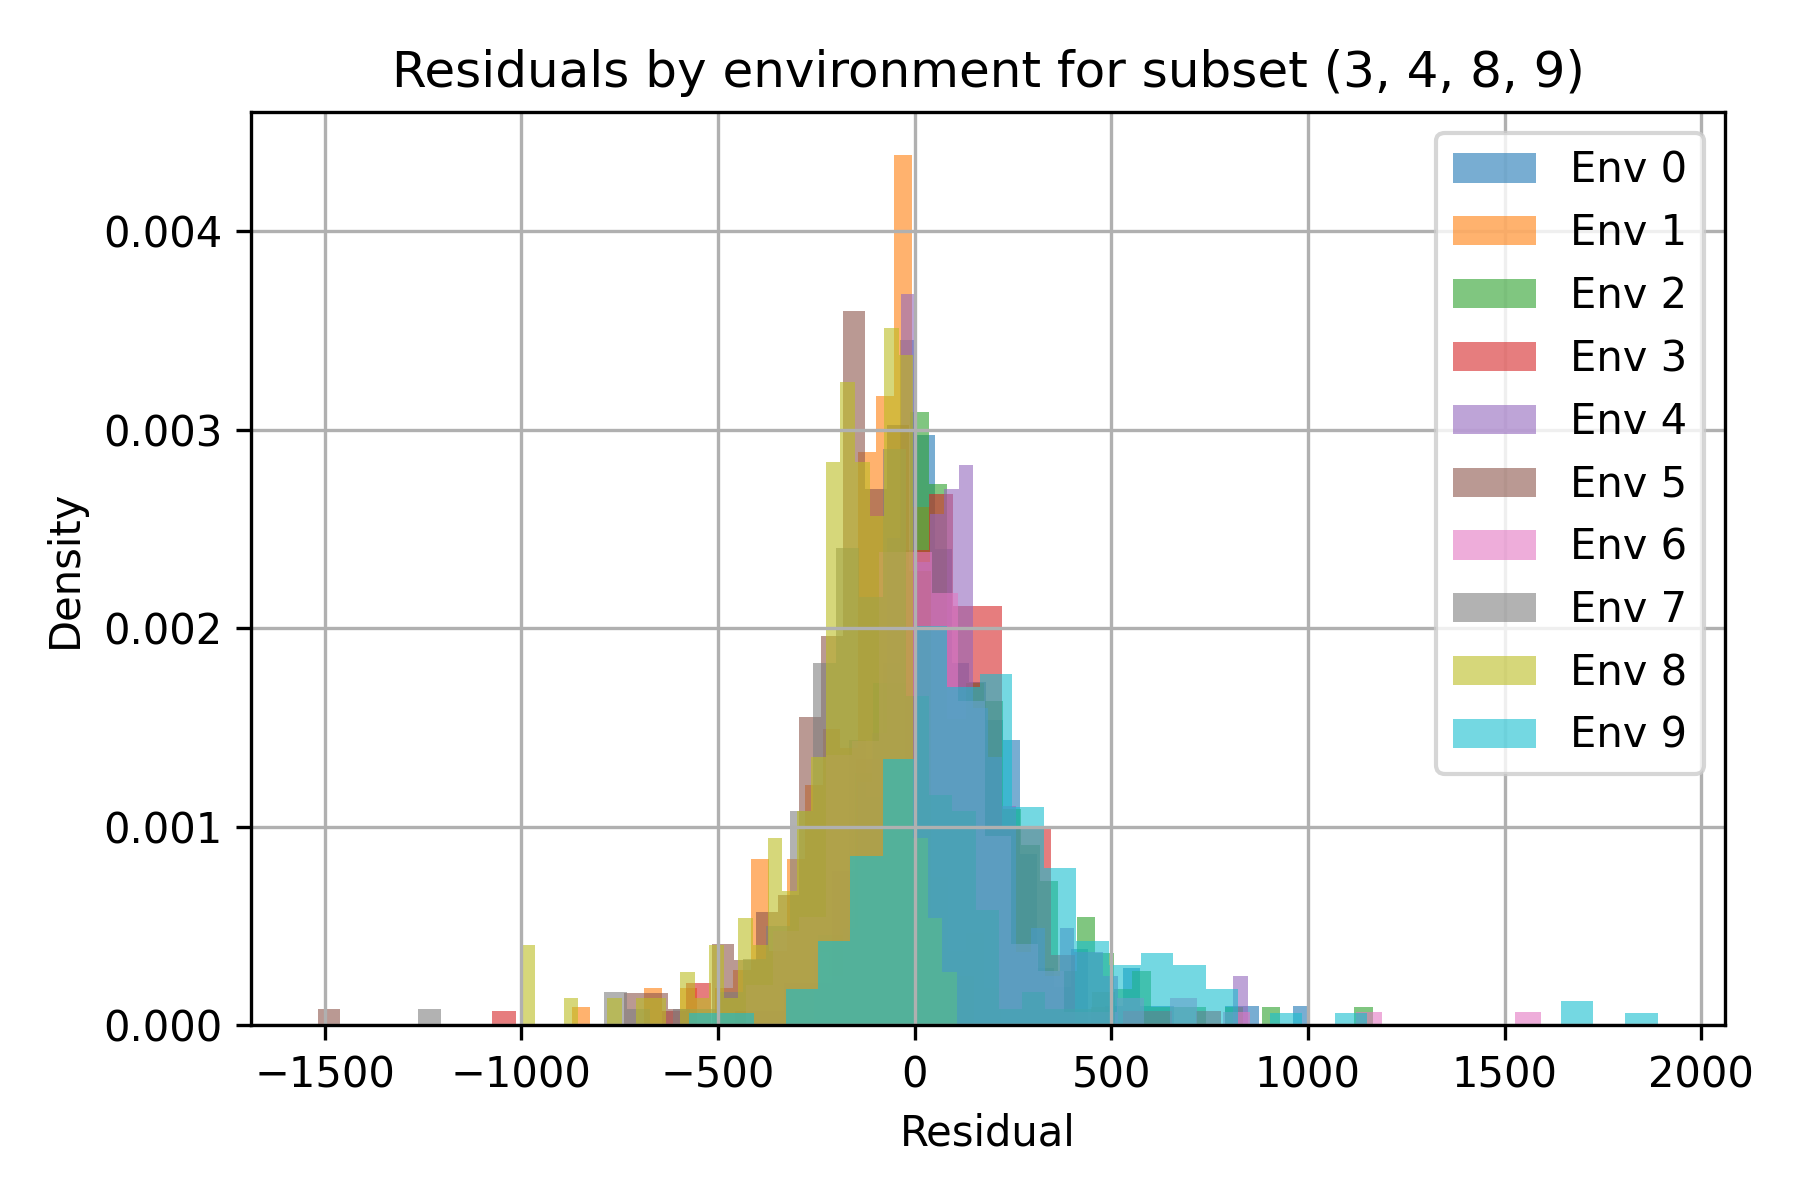 Residuals by environment for subset (3, 4, 8, 9)
Density
0.004
0.003
0.002
0.001
0.000
−1500 −1000 −500 0 500 1000 1500 2000
Residual
Env 0
Env 1
Env 2
Env 3
Env 4
Env 5
Env 6
Env 7
Env 8
Env 9